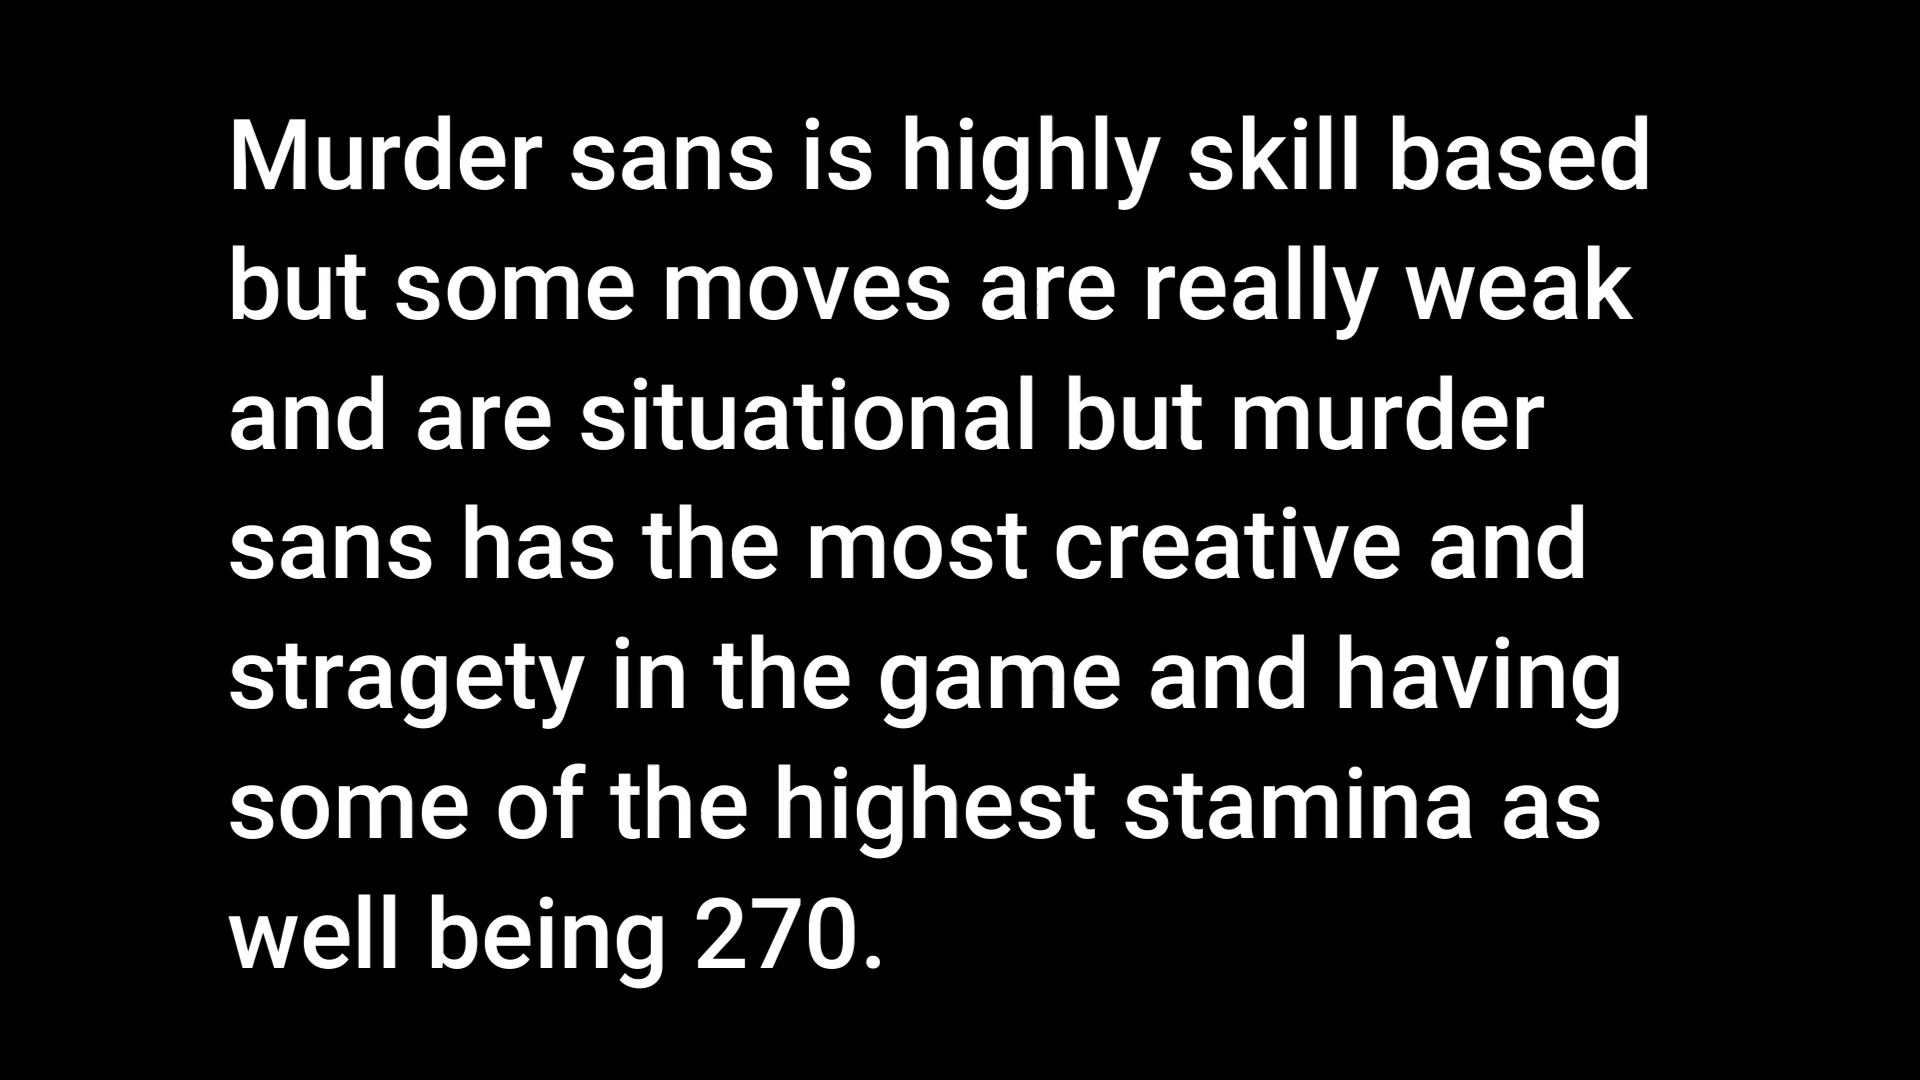 Murder sans is highly skill based
but some moves are really weak
and are situational but murder
sans has the most creative and
stragety in the game and having
some of the highest stamina as
well being 270.